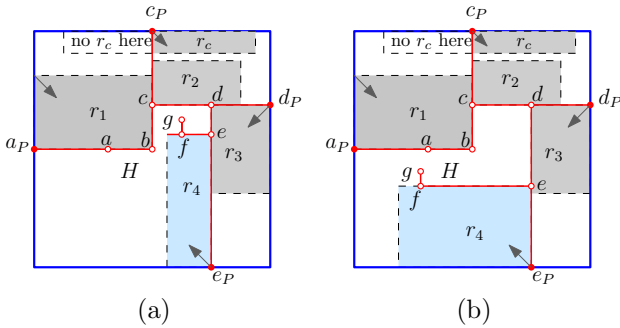 c_P c_P
no r_c here r_c no r_c here r_c
r_2 r_2
c d d_P c d d_P
r_1 g r_1
a_P a b f e r_3 a_P a b r_3
H g H
r_4 f e
r_4
e_P e_P
(a) (b)